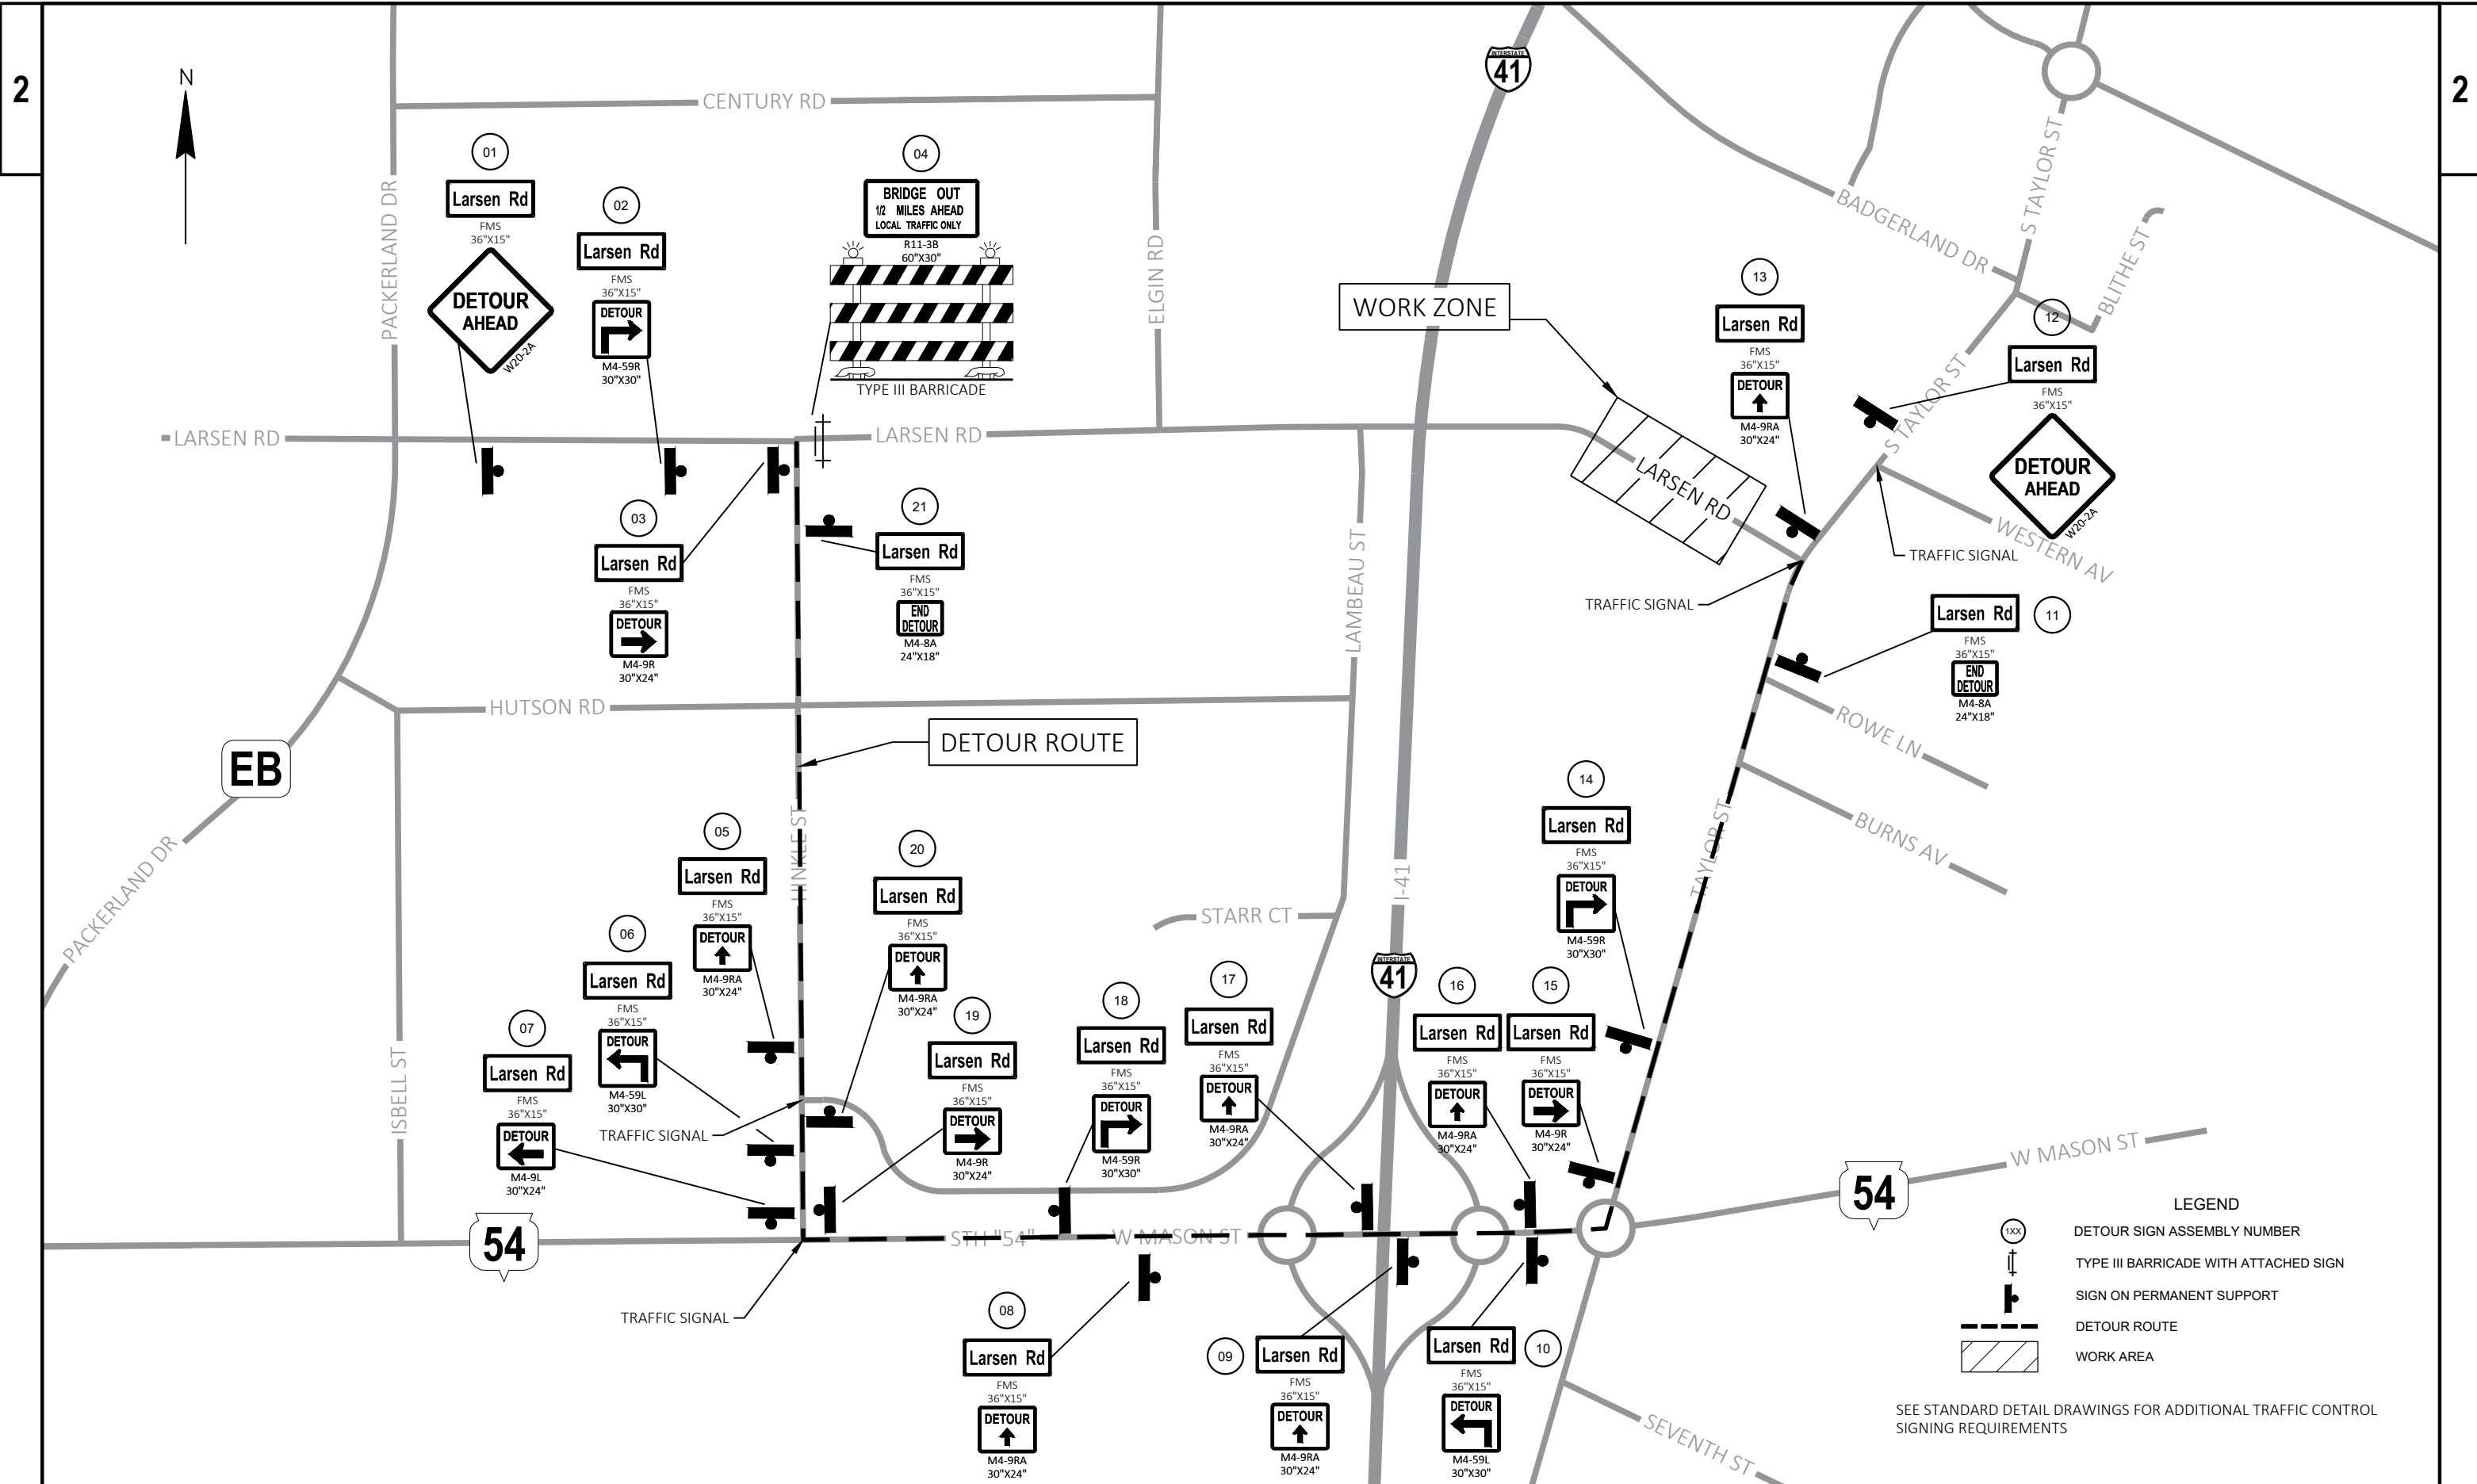 2
2
N
INTERSTATE
41
CENTURY RD
PACKERLAND DR
ELGIN RD
S TAYLOR ST
BADGERLAND DR
BLITHE ST
01
Larsen Rd
FMS
36"X15"
DETOUR
AHEAD
W20-2A
02
Larsen Rd
FMS
36"X15"
DETOUR
M4-59R
30"X30"
04
BRIDGE OUT
1/2 MILES AHEAD
LOCAL TRAFFIC ONLY
R11-3B
60"X30"
TYPE III BARRICADE
WORK ZONE
13
Larsen Rd
FMS
36"X15"
DETOUR
M4-9RA
30"X24"
12
Larsen Rd
FMS
36"X15"
DETOUR
AHEAD
W20-2A
S TAYLOR ST
LARSEN RD
LARSEN RD
LARSEN RD
WESTERN AV
TRAFFIC SIGNAL
TRAFFIC SIGNAL
03
Larsen Rd
FMS
36"X15"
DETOUR
M4-9R
30"X24"
21
Larsen Rd
FMS
36"X15"
END
DETOUR
M4-8A
24"X18"
LAMBEAU ST
11
Larsen Rd
FMS
36"X15"
END
DETOUR
M4-8A
24"X18"
HUTSON RD
ROWE LN
BURNS AV
DETOUR ROUTE
EB
PACKERLAND DR
HINKLE ST
I-41
TAYLOR ST
14
Larsen Rd
FMS
36"X15"
DETOUR
M4-59R
30"X30"
05
Larsen Rd
FMS
36"X15"
DETOUR
M4-9RA
30"X24"
20
Larsen Rd
FMS
36"X15"
DETOUR
M4-9RA
30"X24"
STARR CT
06
Larsen Rd
FMS
36"X15"
DETOUR
M4-59L
30"X30"
07
Larsen Rd
FMS
36"X15"
DETOUR
M4-9L
30"X24"
ISBELL ST
TRAFFIC SIGNAL
19
Larsen Rd
FMS
36"X15"
DETOUR
M4-9R
30"X24"
18
Larsen Rd
FMS
36"X15"
DETOUR
M4-59R
30"X30"
17
Larsen Rd
FMS
36"X15"
DETOUR
M4-9RA
30"X24"
INTERSTATE
41
16
Larsen Rd
FMS
36"X15"
DETOUR
M4-9RA
30"X24"
15
Larsen Rd
FMS
36"X15"
DETOUR
M4-9R
30"X24"
54
STH "54"
W MASON ST
54
W MASON ST
TRAFFIC SIGNAL
08
Larsen Rd
FMS
36"X15"
DETOUR
M4-9RA
30"X24"
09
Larsen Rd
FMS
36"X15"
DETOUR
M4-9RA
30"X24"
10
Larsen Rd
FMS
36"X15"
DETOUR
M4-59L
30"X30"
SEVENTH ST
LEGEND
1XX
DETOUR SIGN ASSEMBLY NUMBER
TYPE III BARRICADE WITH ATTACHED SIGN
SIGN ON PERMANENT SUPPORT
DETOUR ROUTE
WORK AREA
SEE STANDARD DETAIL DRAWINGS FOR ADDITIONAL TRAFFIC CONTROL
SIGNING REQUIREMENTS